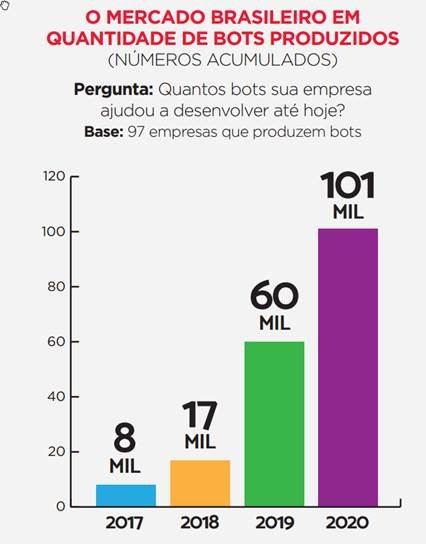 O MERCADO BRASILEIRO EM
QUANTIDADE DE BOTS PRODUZIDOS
(NÚMEROS ACUMULADOS)
Pergunta: Quantos bots sua empresa
ajudou a desenvolver até hoje?
Base: 97 empresas que produzem bots
120
100
80
60
40
20
0
8
MIL
17
MIL
60
MIL
101
MIL
2017 2018 2019 2020